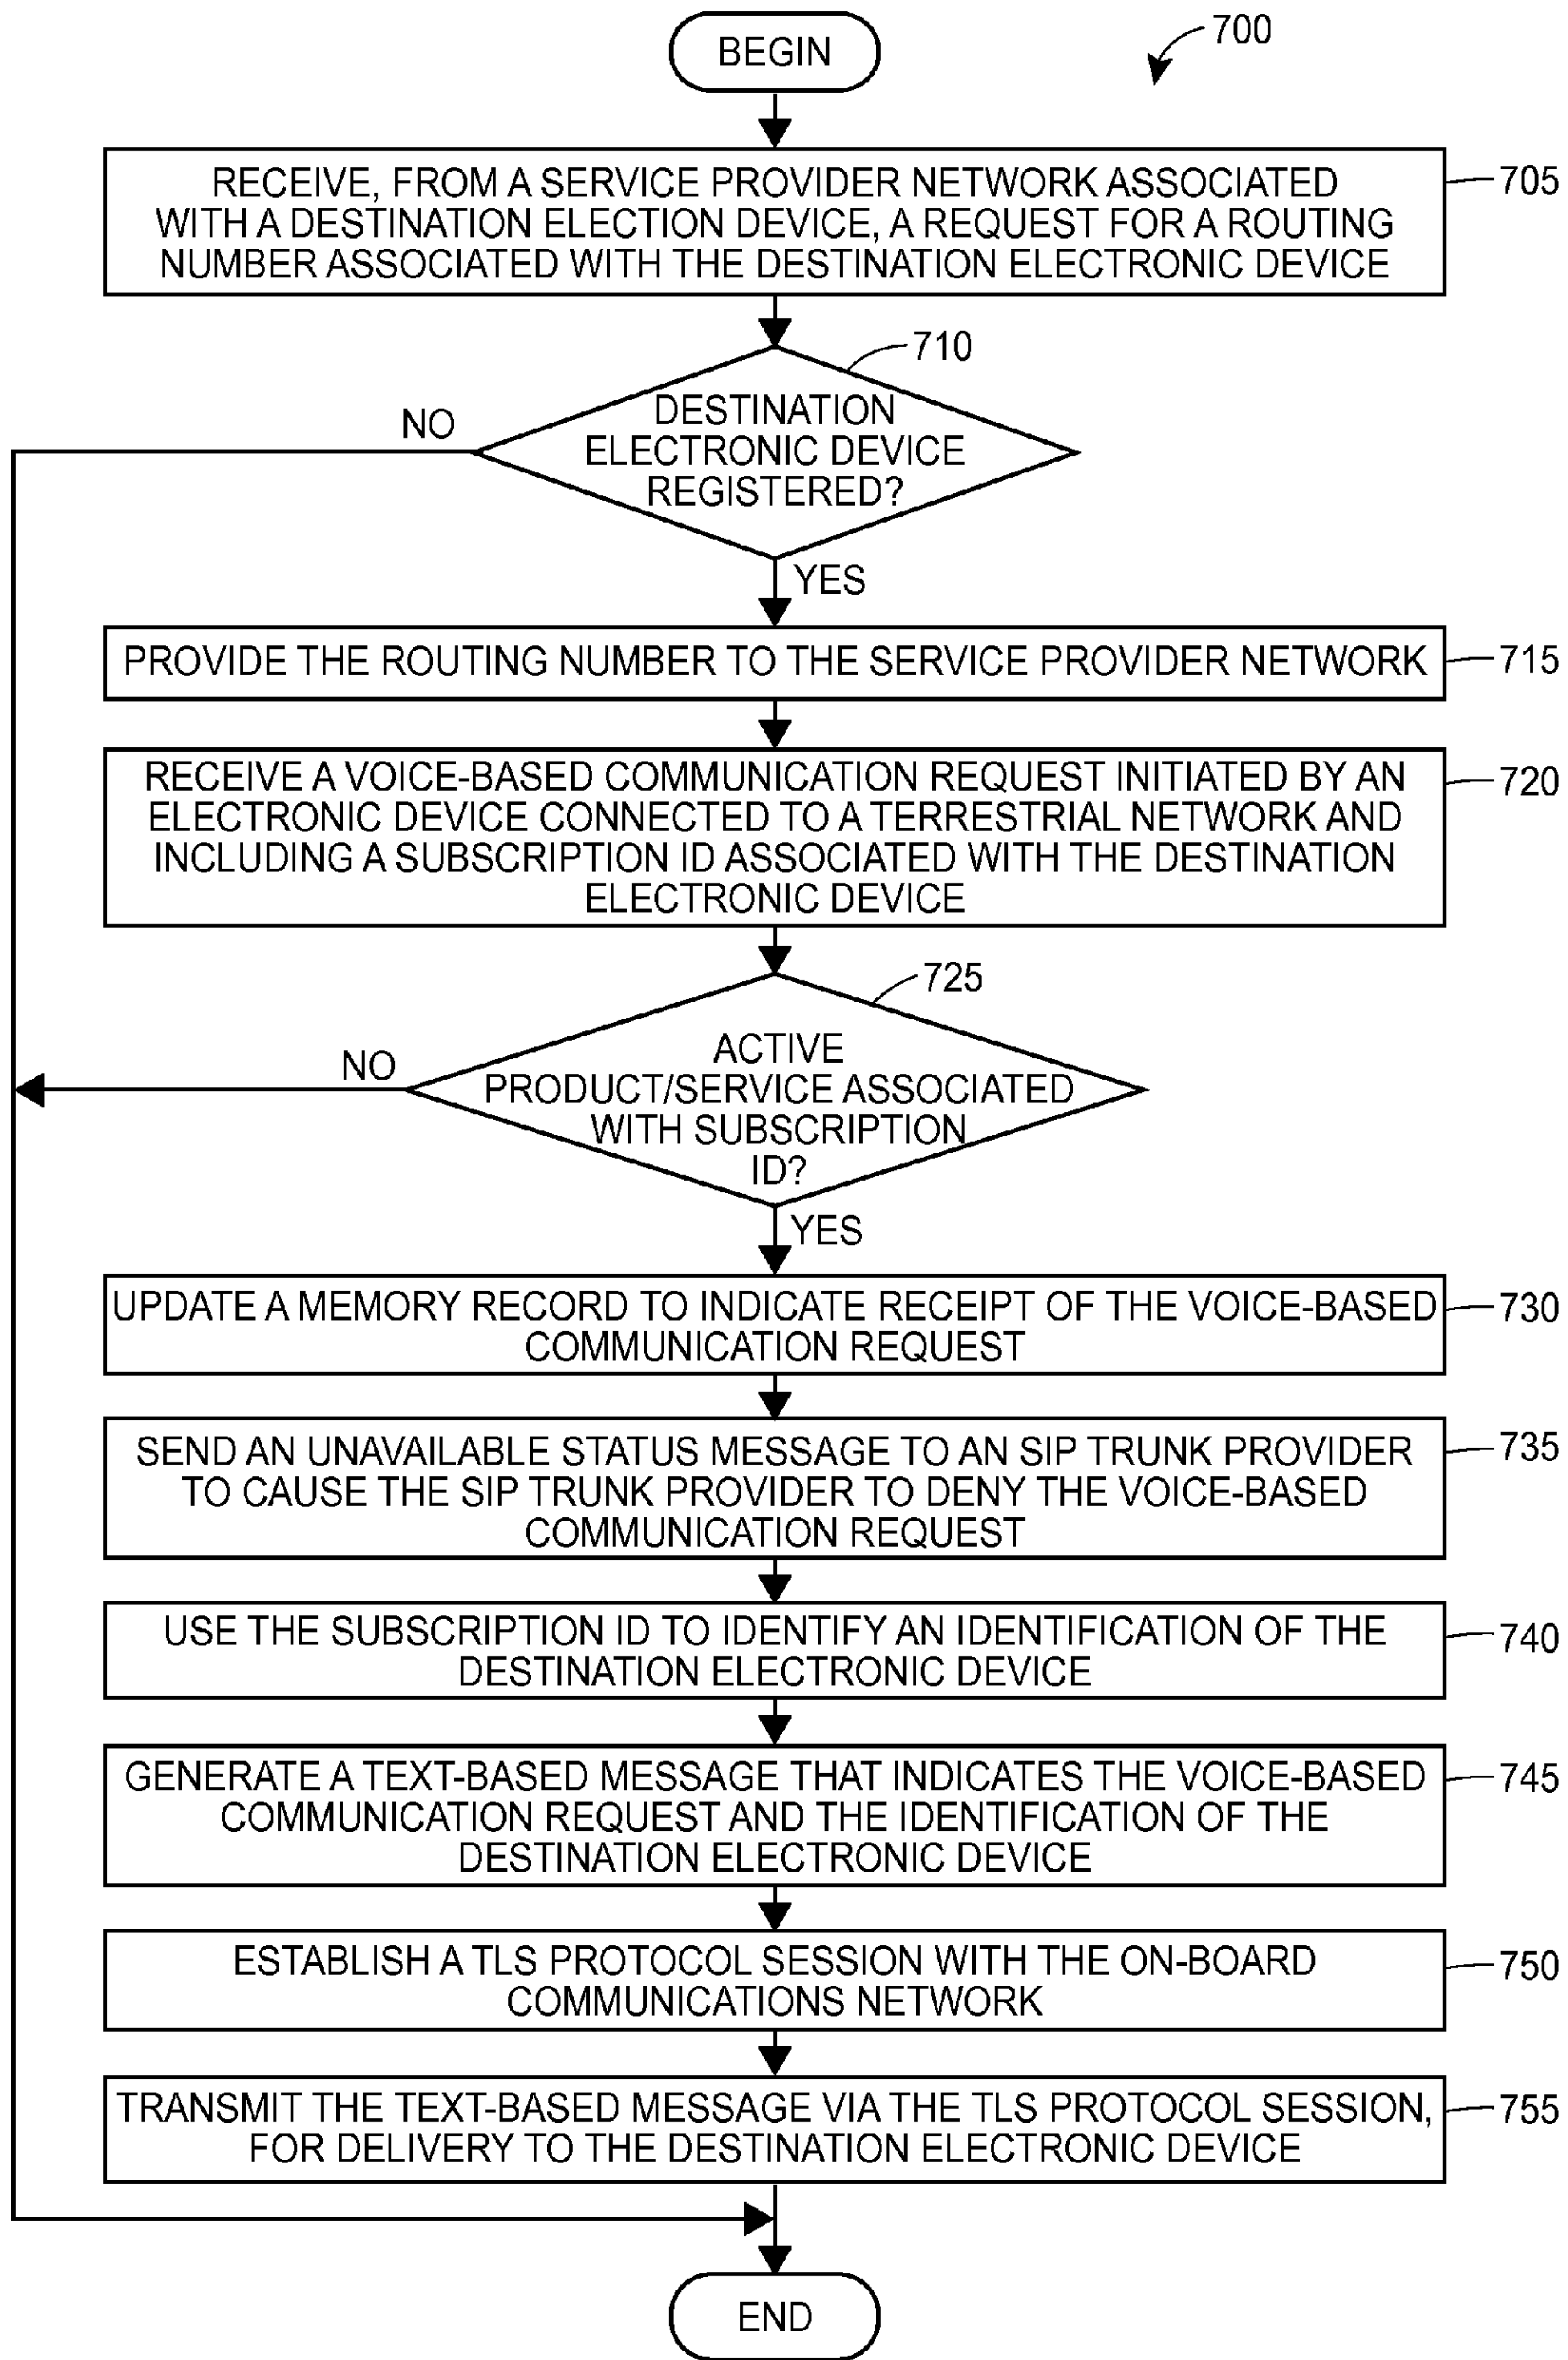 BEGIN
700
RECEIVE, FROM A SERVICE PROVIDER NETWORK ASSOCIATED
WITH A DESTINATION ELECTION DEVICE, A REQUEST FOR A ROUTING
NUMBER ASSOCIATED WITH THE DESTINATION ELECTRONIC DEVICE
705
710
DESTINATION
ELECTRONIC DEVICE
REGISTERED?
NO
YES
PROVIDE THE ROUTING NUMBER TO THE SERVICE PROVIDER NETWORK
715
RECEIVE A VOICE-BASED COMMUNICATION REQUEST INITIATED BY AN
ELECTRONIC DEVICE CONNECTED TO A TERRESTRIAL NETWORK AND
INCLUDING A SUBSCRIPTION ID ASSOCIATED WITH THE DESTINATION
ELECTRONIC DEVICE
720
725
ACTIVE
PRODUCT/SERVICE ASSOCIATED
WITH SUBSCRIPTION
ID?
NO
YES
UPDATE A MEMORY RECORD TO INDICATE RECEIPT OF THE VOICE-BASED
COMMUNICATION REQUEST
730
SEND AN UNAVAILABLE STATUS MESSAGE TO AN SIP TRUNK PROVIDER
TO CAUSE THE SIP TRUNK PROVIDER TO DENY THE VOICE-BASED
COMMUNICATION REQUEST
735
USE THE SUBSCRIPTION ID TO IDENTIFY AN IDENTIFICATION OF THE
DESTINATION ELECTRONIC DEVICE
740
GENERATE A TEXT-BASED MESSAGE THAT INDICATES THE VOICE-BASED
COMMUNICATION REQUEST AND THE IDENTIFICATION OF THE
DESTINATION ELECTRONIC DEVICE
745
ESTABLISH A TLS PROTOCOL SESSION WITH THE ON-BOARD
COMMUNICATIONS NETWORK
750
TRANSMIT THE TEXT-BASED MESSAGE VIA THE TLS PROTOCOL SESSION,
FOR DELIVERY TO THE DESTINATION ELECTRONIC DEVICE
755
END